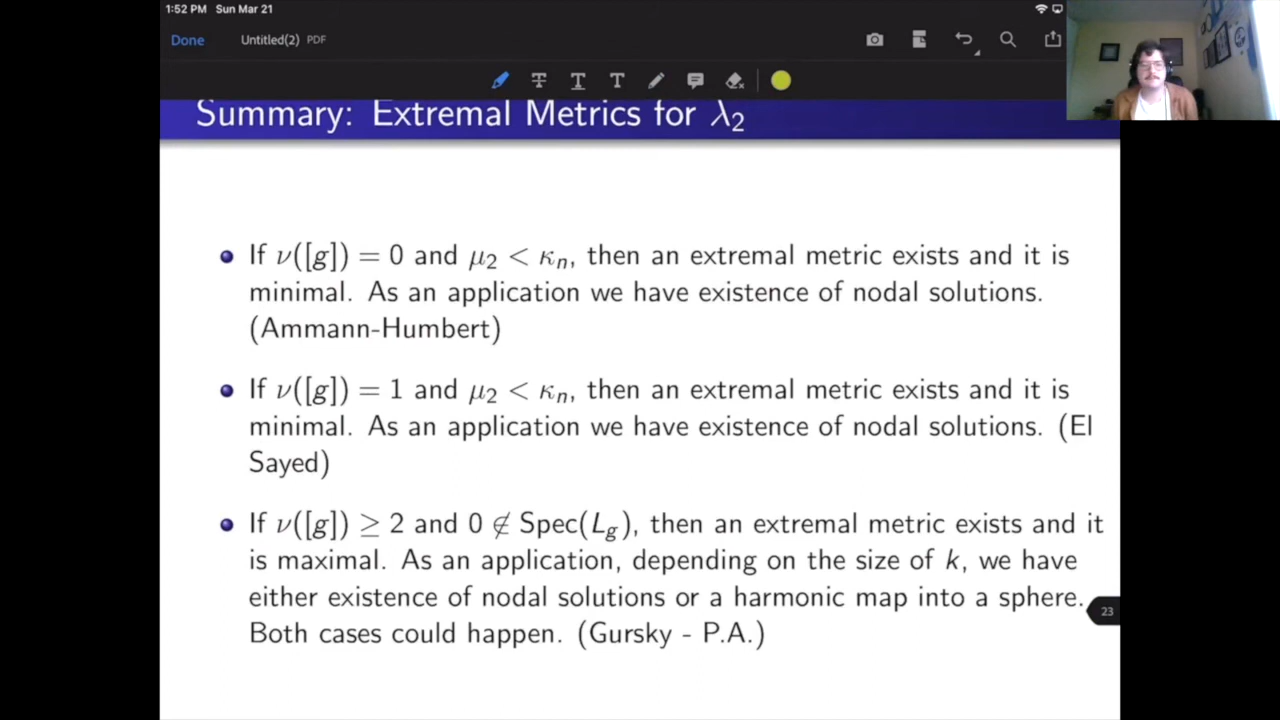 1:52 PM Sun Mar 21
Done Untitled(2) PDF
Summary: Extremal Metrics for λ₂
If ν([g]) = 0 and μ₂ < κₙ, then an extremal metric exists and it is
minimal. As an application we have existence of nodal solutions.
(Ammann-Humbert)
If ν([g]) = 1 and μ₂ < κₙ, then an extremal metric exists and it is
minimal. As an application we have existence of nodal solutions. (El
Sayed)
If ν([g]) ≥ 2 and 0 ∉ Spec(L_g), then an extremal metric exists and it
is maximal. As an application, depending on the size of k, we have
either existence of nodal solutions or a harmonic map into a sphere.
Both cases could happen. (Gursky - P.A.)
23